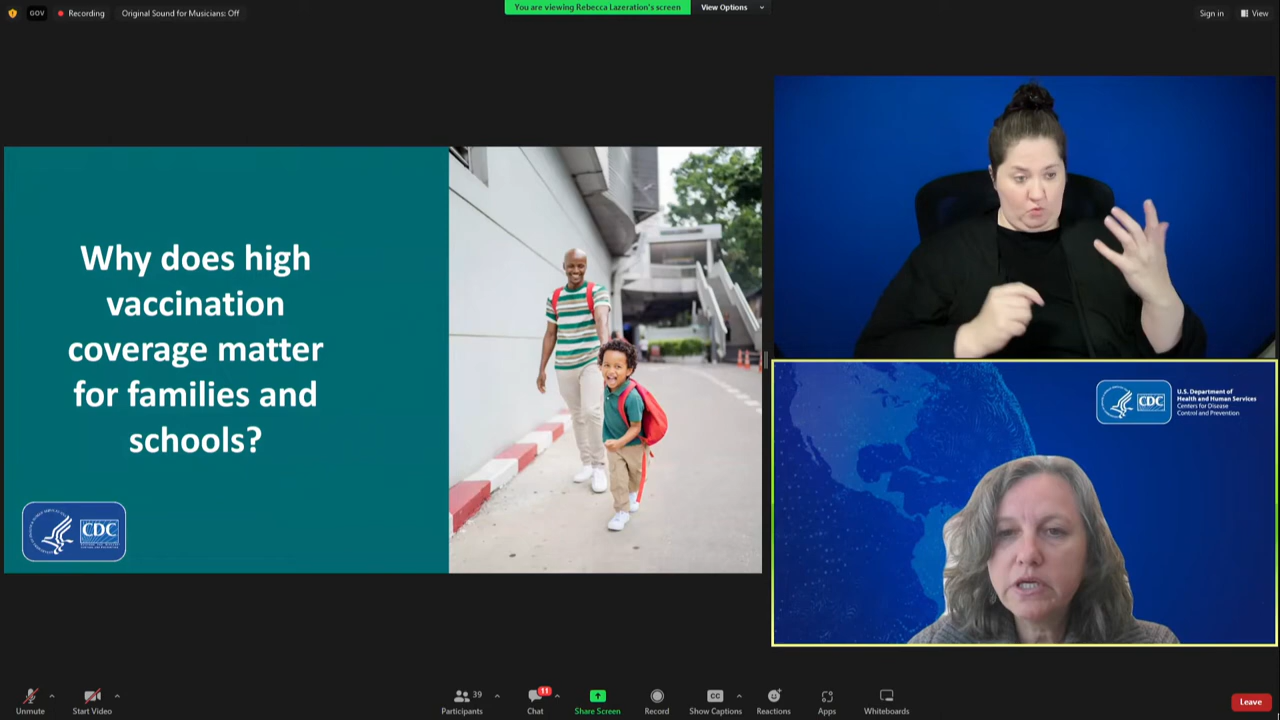 GOV
Recording
Original Sound for Musicians: Off
You are viewing Rebecca Lazeration's screen
View Options
Sign in
View
Why does high
vaccination
coverage matter
for families and
schools?
CDC
CDC
U.S. Department of
Health and Human Services
Centers for Disease
Control and Prevention
Unmute
Start Video
39
Participants
11
Chat
Share Screen
Record
CC
Show Captions
Reactions
Apps
Whiteboards
Leave